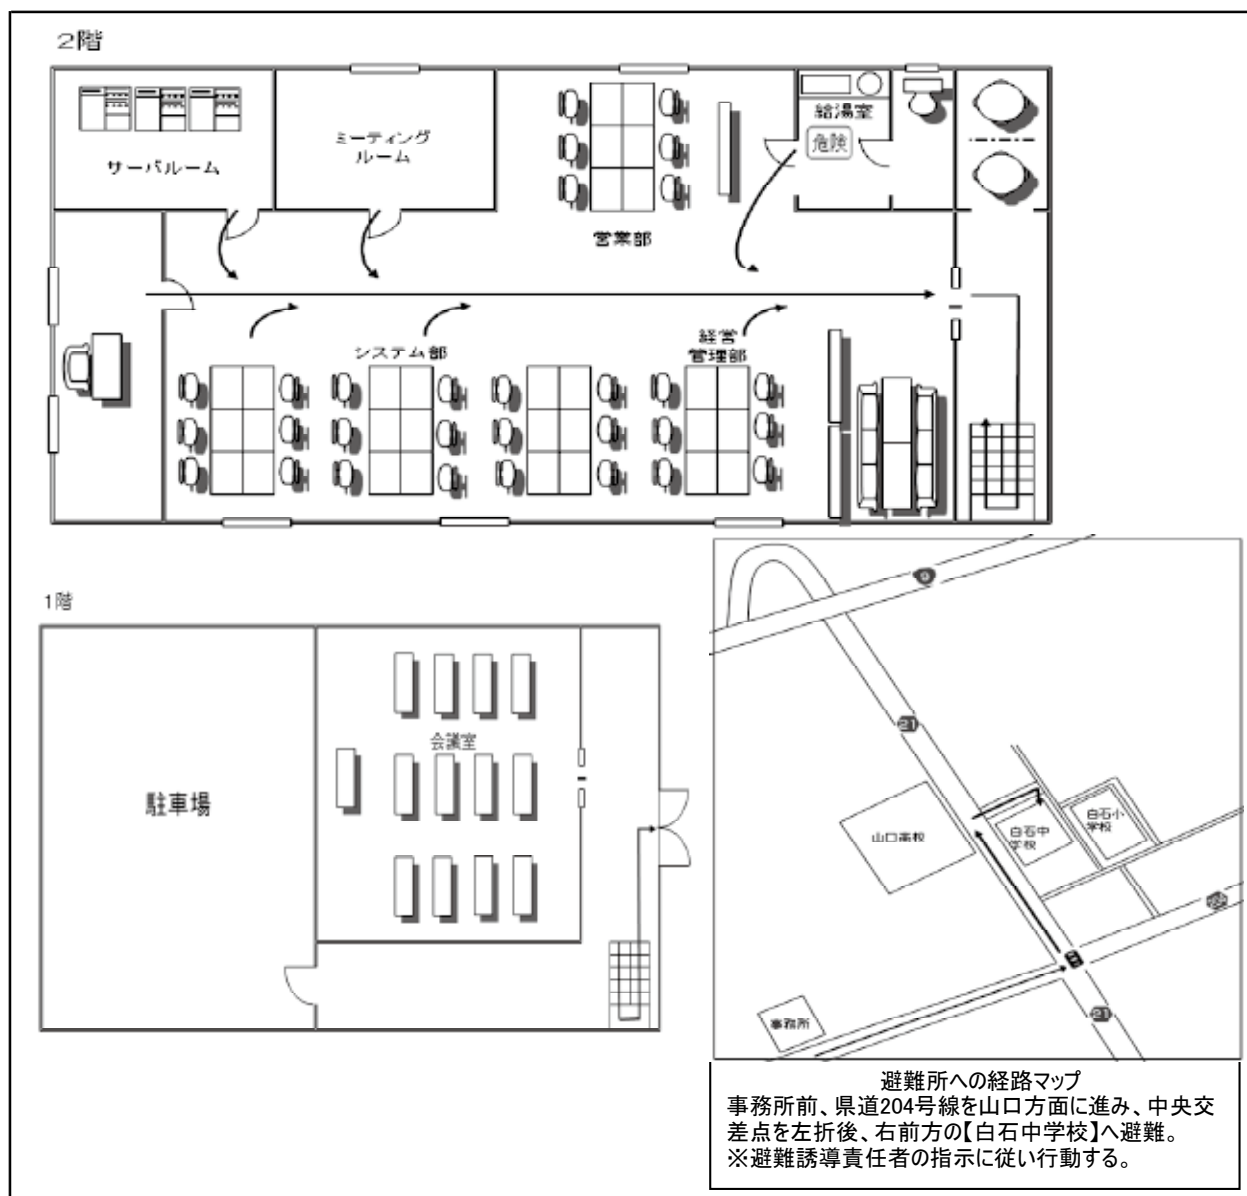 2階
サーバルーム
ミーティング
ルーム
給湯室
危険
営業部
システム部
経営
管理部
1階
駐車場
会議室
9
21
山口高校
白石中
学校
白石小
学校
事務所
21
避難所への経路マップ
事務所前、県道204号線を山口方面に進み、中央交
差点を左折後、右前方の【白石中学校】へ避難。
※避難誘導責任者の指示に従い行動する。